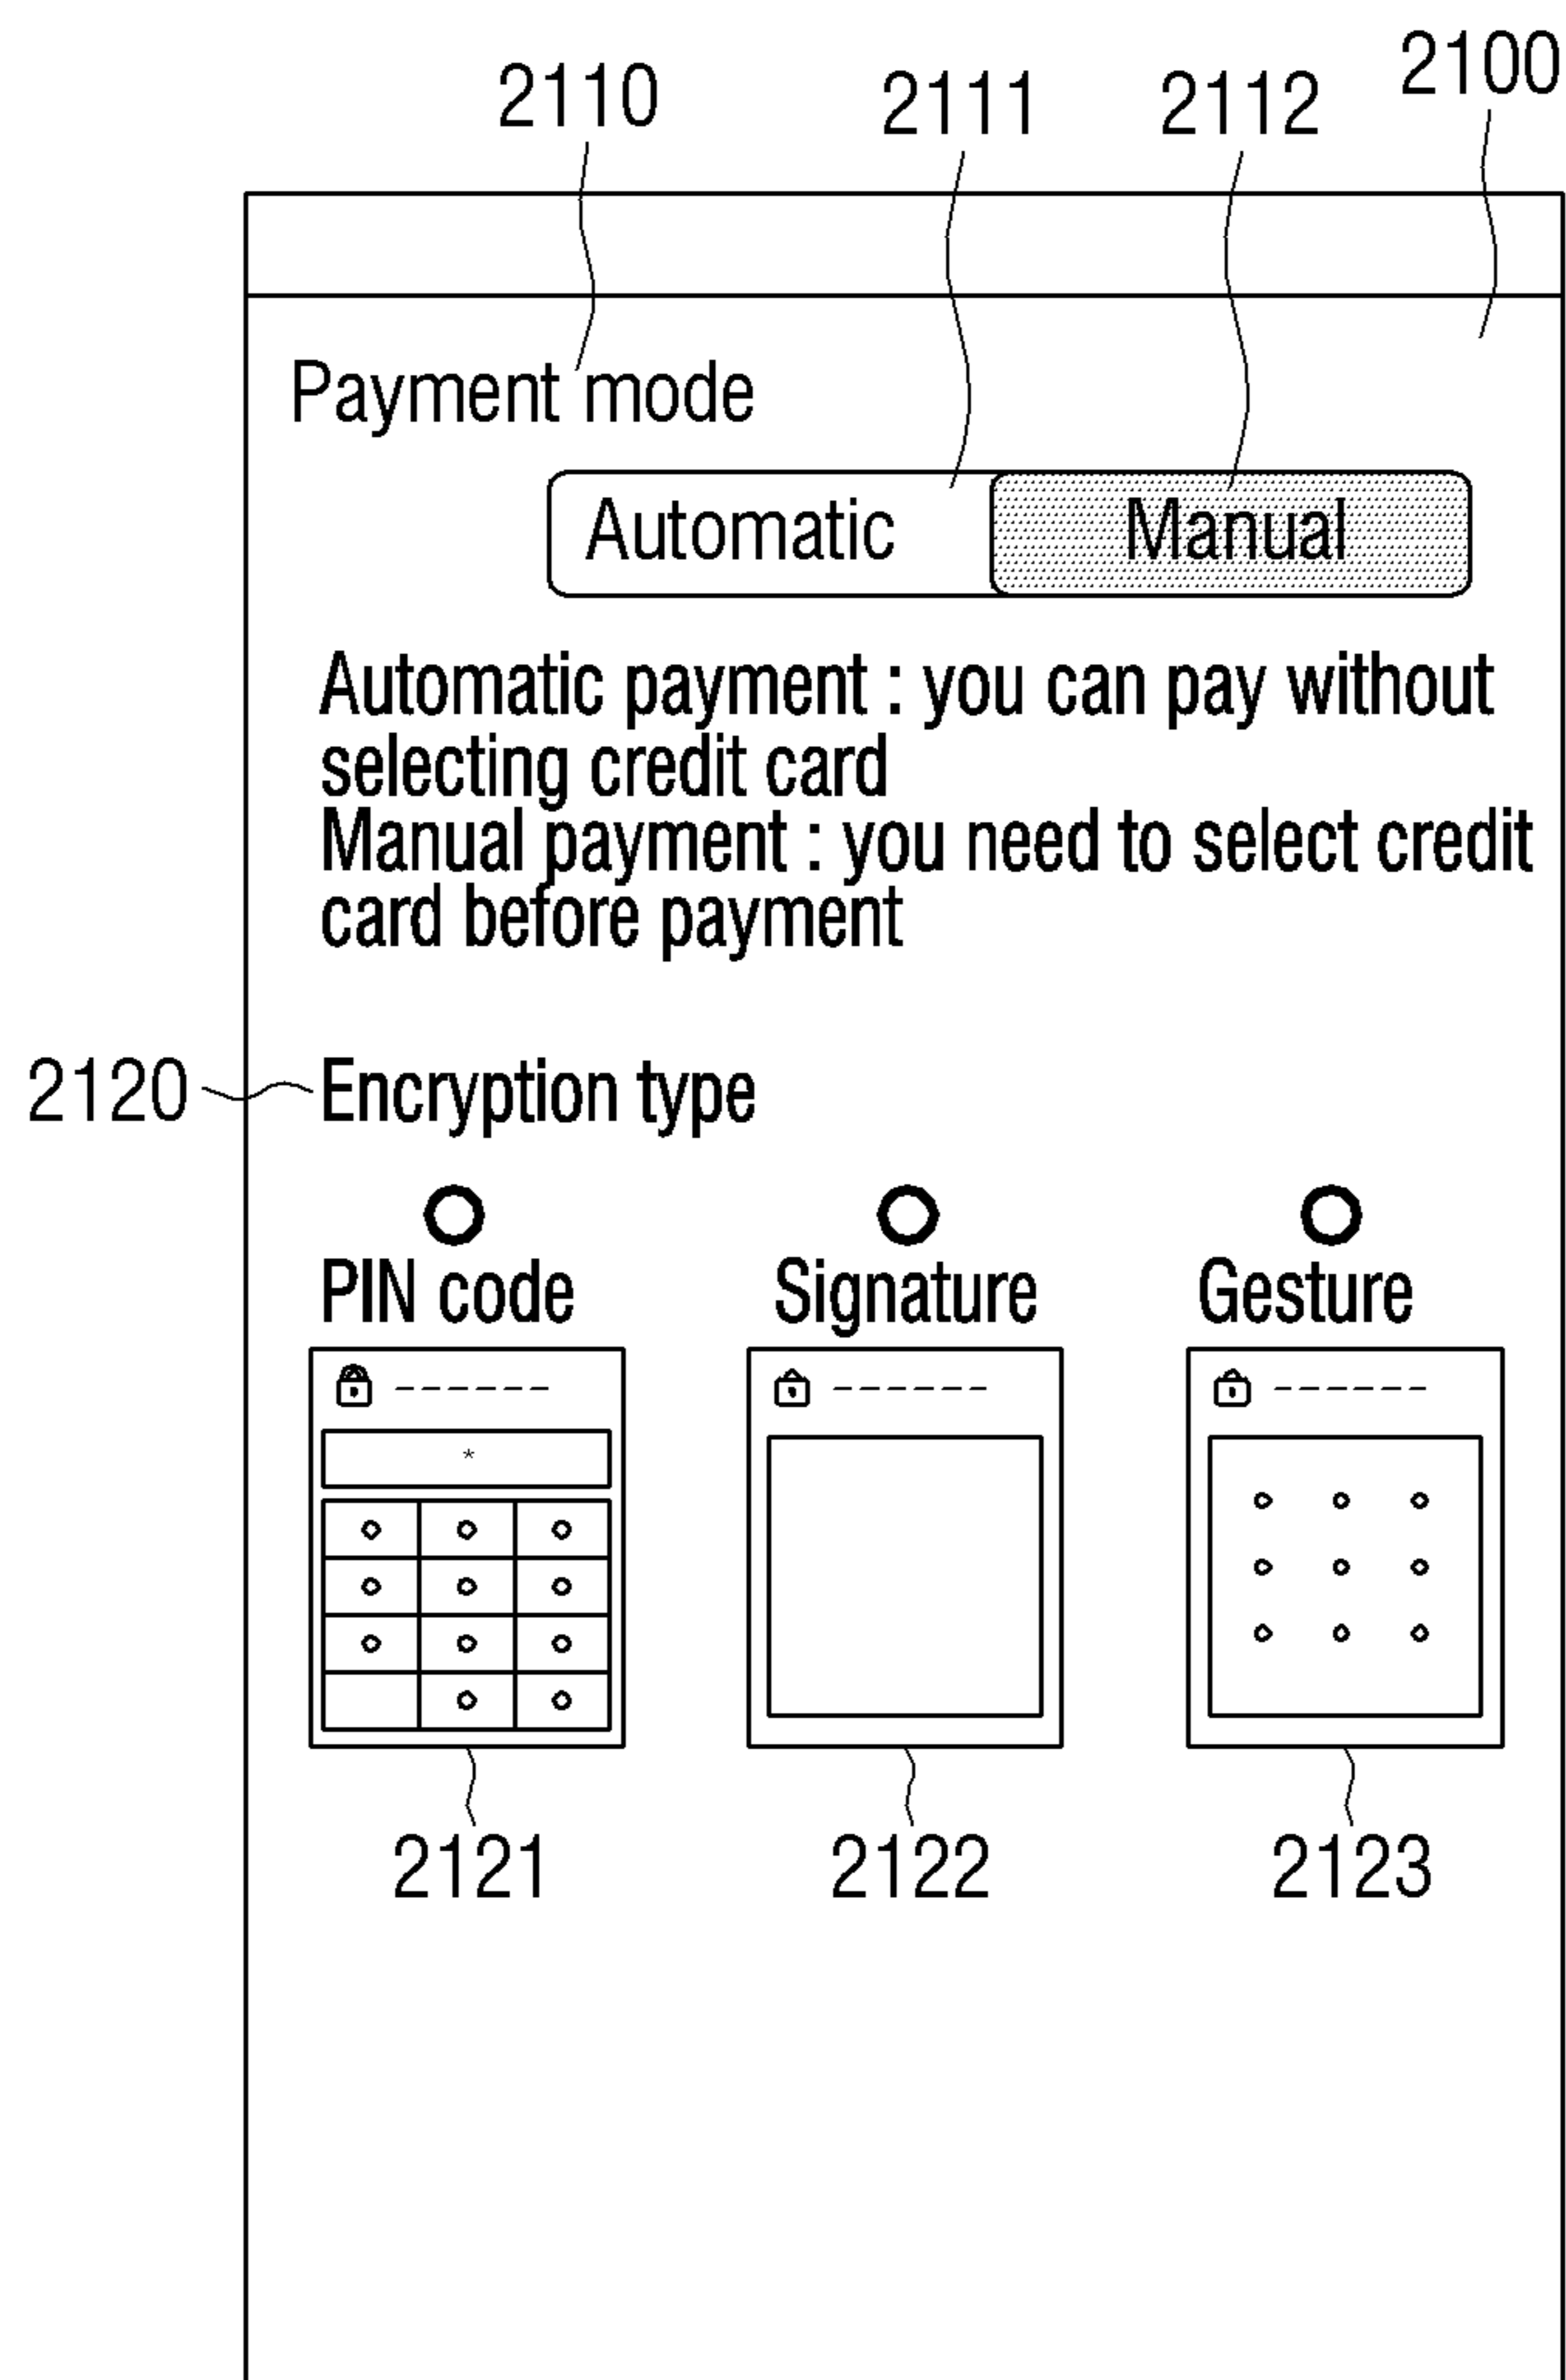 2110 2111 2112 2100
Payment mode
Automatic Manual
Automatic payment : you can pay without
selecting credit card
Manual payment : you need to select credit
card before payment
2120 Encryption type
PIN code Signature Gesture
*
2121 2122 2123